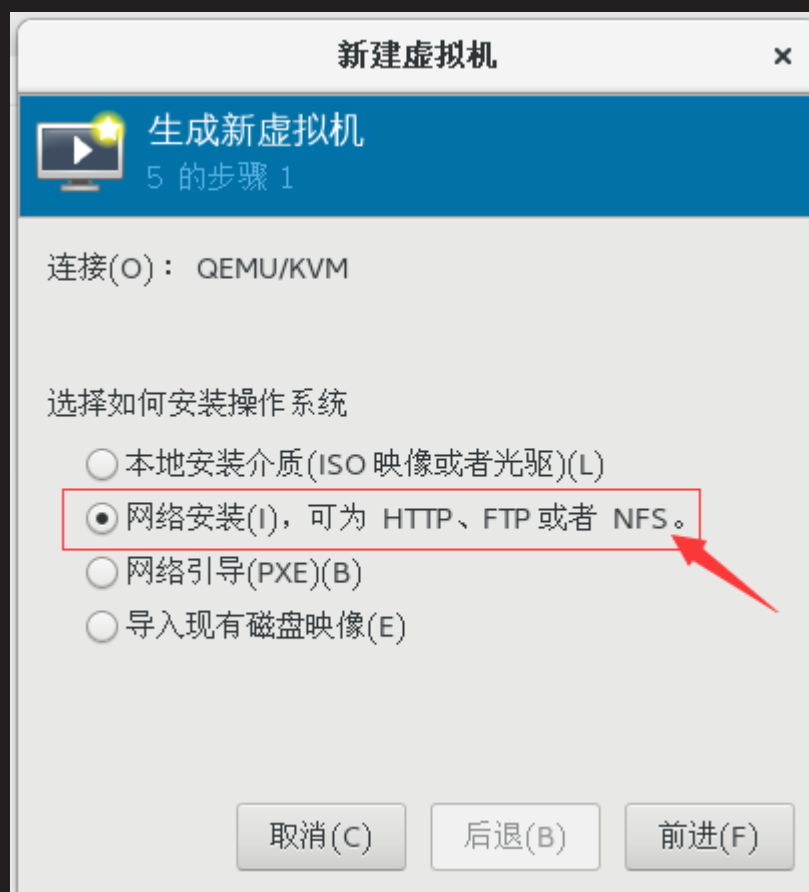 新建虚拟机
生成新虚拟机
5 的步骤 1
连接(O)： QEMU/KVM
选择如何安装操作系统
本地安装介质(ISO 映像或者光驱)(L)
网络安装(I)，可为 HTTP、FTP 或者 NFS。
网络引导(PXE)(B)
导入现有磁盘映像(E)
取消(C) 后退(B) 前进(F)